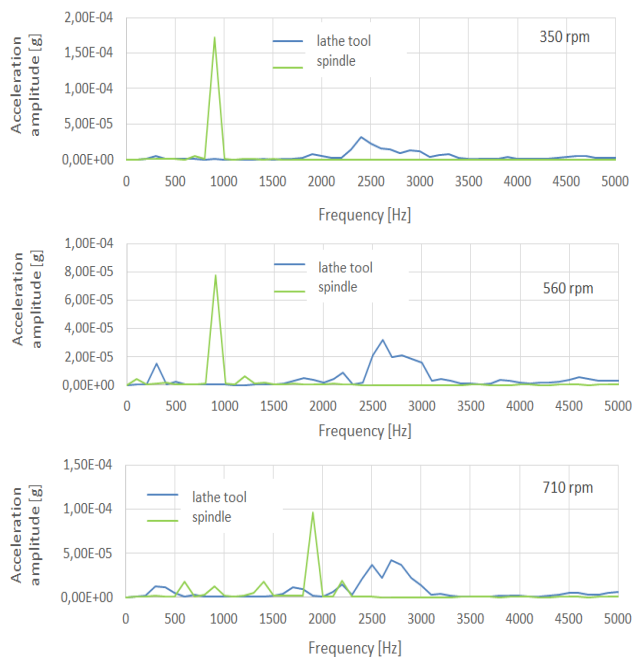 2,00E-04
1,50E-04
1,00E-04
5,00E-05
0,00E+00
Acceleration
amplitude [g]
lathe tool
spindle
350 rpm
0 500 1000 1500 2000 2500 3000 3500 4000 4500 5000
Frequency [Hz]
1,00E-04
8,00E-05
6,00E-05
4,00E-05
2,00E-05
0,00E+00
Acceleration
amplitude [g]
lathe tool
spindle
560 rpm
0 500 1000 1500 2000 2500 3000 3500 4000 4500 5000
Frequency [Hz]
1,50E-04
1,00E-04
5,00E-05
0,00E+00
Acceleration
amplitude [g]
lathe tool
spindle
710 rpm
0 500 1000 1500 2000 2500 3000 3500 4000 4500 5000
Frequency [Hz]